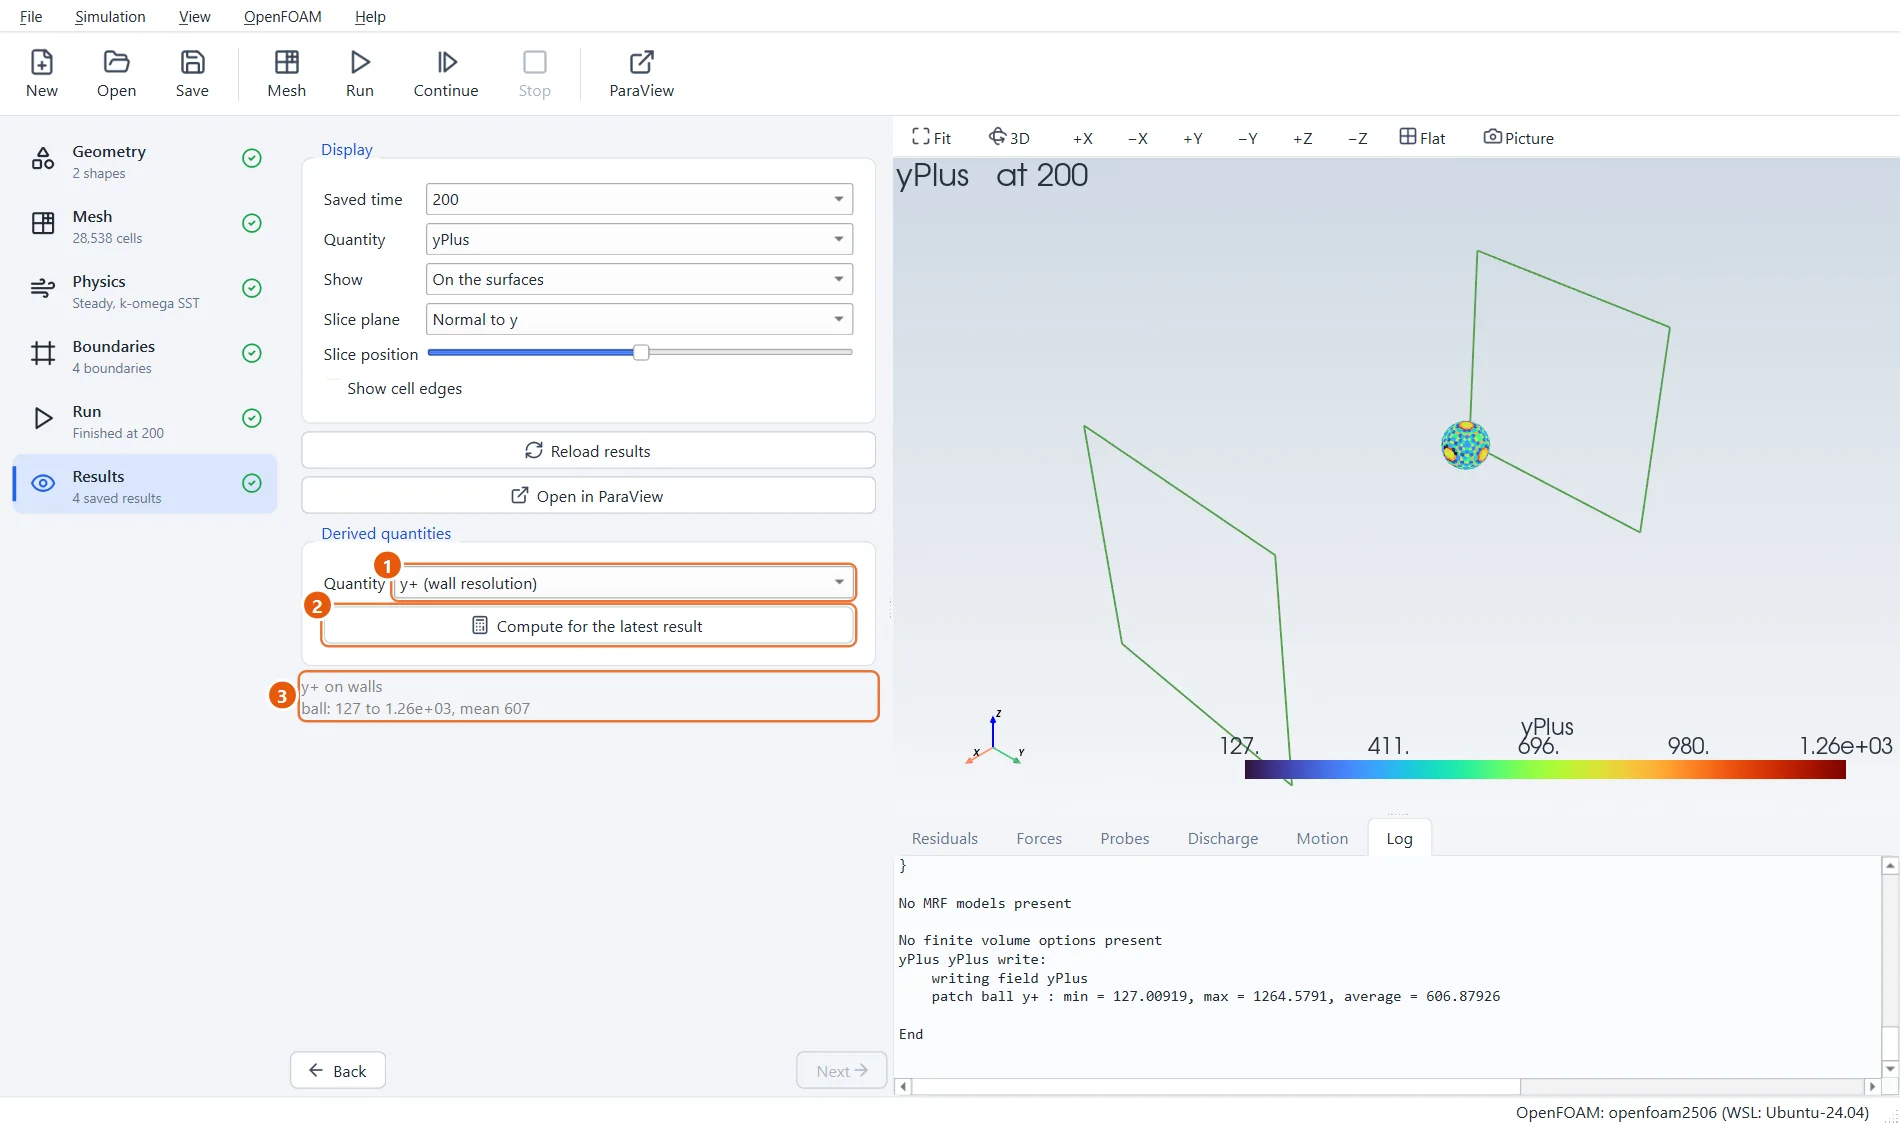 File Simulation View OpenFOAM Help
New Open Save Mesh Run Continue Stop ParaView
Geometry
2 shapes
Mesh
28,538 cells
Physics
Steady, k-omega SST
Boundaries
4 boundaries
Run
Finished at 200
Results
4 saved results
Display
Saved time 200
Quantity yPlus
Show On the surfaces
Slice plane Normal to y
Slice position
Show cell edges
Reload results
Open in ParaView
Derived quantities
1
Quantity y+ (wall resolution)
2
Compute for the latest result
3
y+ on walls
ball: 127 to 1.26e+03, mean 607
Back Next
Fit 3D +X −X +Y −Y +Z −Z Flat Picture
yPlus at 200
Z
X Y
yPlus
127. 411. 696. 980. 1.26e+03
Residuals Forces Probes Discharge Motion Log
}
No MRF models present
No finite volume options present
yPlus yPlus write:
writing field yPlus
patch ball y+ : min = 127.00919, max = 1264.5791, average = 606.87926
End
OpenFOAM: openfoam2506 (WSL: Ubuntu-24.04)